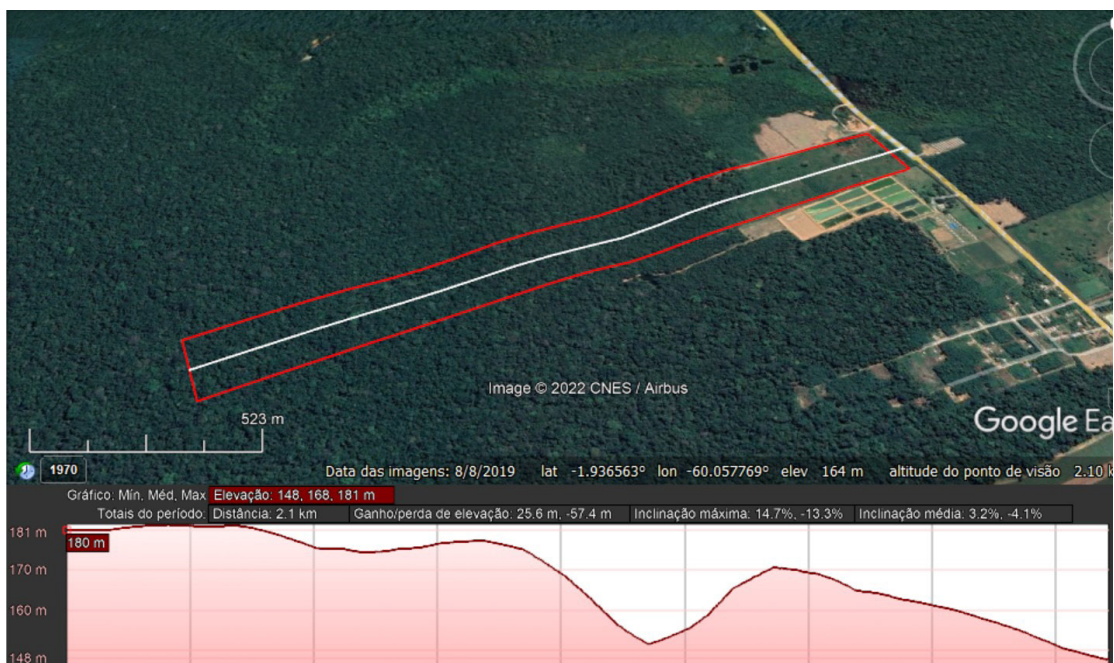 523 m
Image © 2022 CNES / Airbus
Google Ea
1970
Data das imagens: 8/8/2019 lat -1.936563° lon -60.057769° elev 164 m altitude do ponto de visão 2.10 k
Gráfico: Mín, Méd, Max Elevação: 148, 168, 181 m
Totais do período: Distância: 2.1 km Ganho/perda de elevação: 25.6 m, -57.4 m Inclinação máxima: 14.7%, -13.3% Inclinação média: 3.2%, -4.1%
181 m
180 m
170 m
160 m
148 m